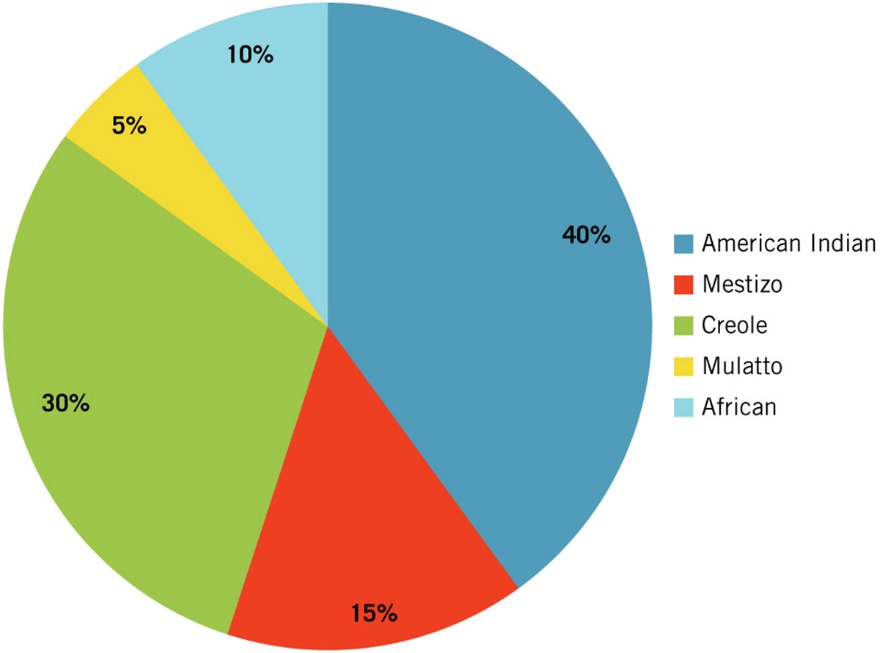 10%
5%
40%
30%
15%
American Indian
Mestizo
Creole
Mulatto
African